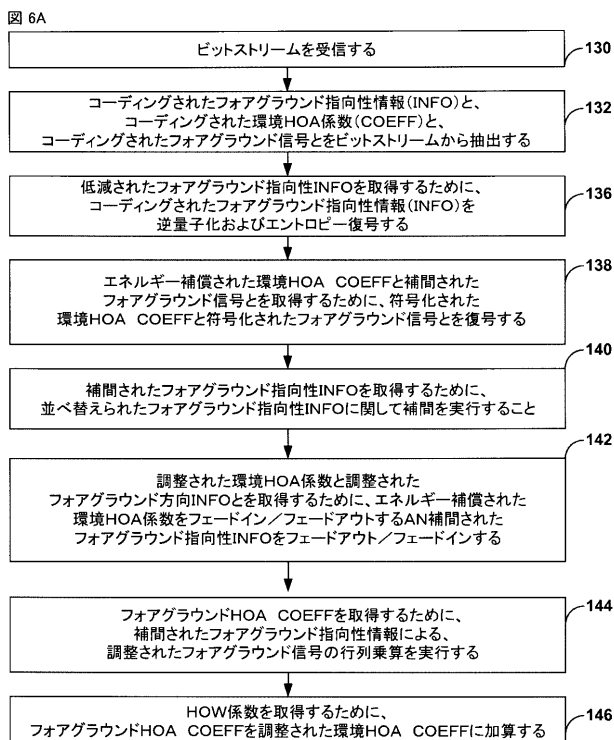 図 6A
ビットストリームを受信する
130
コーディングされたフォアグラウンド指向性情報(INFO)と、
コーディングされた環境HOA係数(COEFF)と、
コーディングされたフォアグラウンド信号とをビットストリームから抽出する
132
低減されたフォアグラウンド指向性INFOを取得するために、
コーディングされたフォアグラウンド指向性情報(INFO)を
逆量子化およびエントロピー復号する
136
エネルギー補償された環境HOA COEFFと補間された
フォアグラウンド信号とを取得するために、符号化された
環境HOA COEFFと符号化されたフォアグラウンド信号とを復号する
138
補間されたフォアグラウンド指向性INFOを取得するために、
並べ替えられたフォアグラウンド指向性INFOに関して補間を実行すること
140
調整された環境HOA係数と調整された
フォアグラウンド方向INFOとを取得するために、エネルギー補償された
環境HOA係数をフェードイン/フェードアウトするAN補間された
フォアグラウンド指向性INFOをフェードアウト/フェードインする
142
フォアグラウンドHOA COEFFを取得するために、
補間されたフォアグラウンド指向性情報による、
調整されたフォアグラウンド信号の行列乗算を実行する
144
HOW係数を取得するために、
フォアグラウンドHOA COEFFを調整された環境HOA COEFFに加算する
146